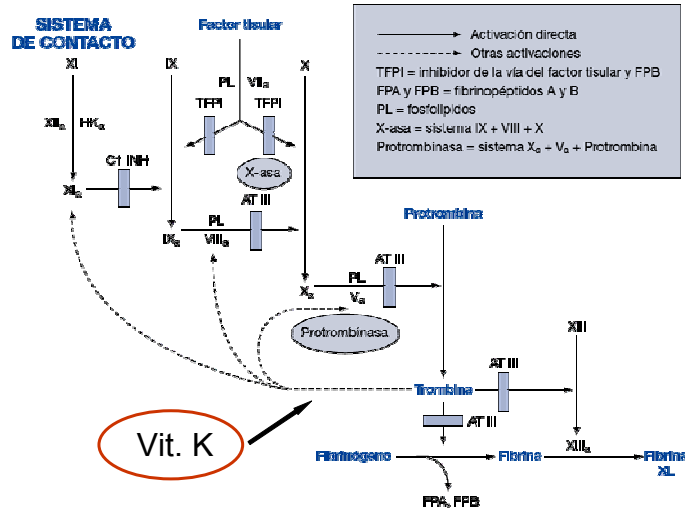 SISTEMA
DE CONTACTO
Factor tisular
Activación directa
Otras activaciones
TFPI = inhibidor de la vía del factor tisular y FPB
FPA y FPB = fibrinopéptidos A y B
PL = fosfolípidos
X-asa = sistema IX + VIII + X
Protrombinasa = sistema Xa + Va + Protrombina
XI
IX
X
PL VIIa
TFPI TFPI
XIIa HKa
X-asa
C1 INH
XIa
AT III
PL
IXa VIIIa
Protrombina
AT III
PL
Xa Va
Protrombinasa
XIII
AT III
Trombina
AT III
Vit. K
XIIIa
Fibrinógeno
Fibrina
Fibrina
XL
FPA, FPB